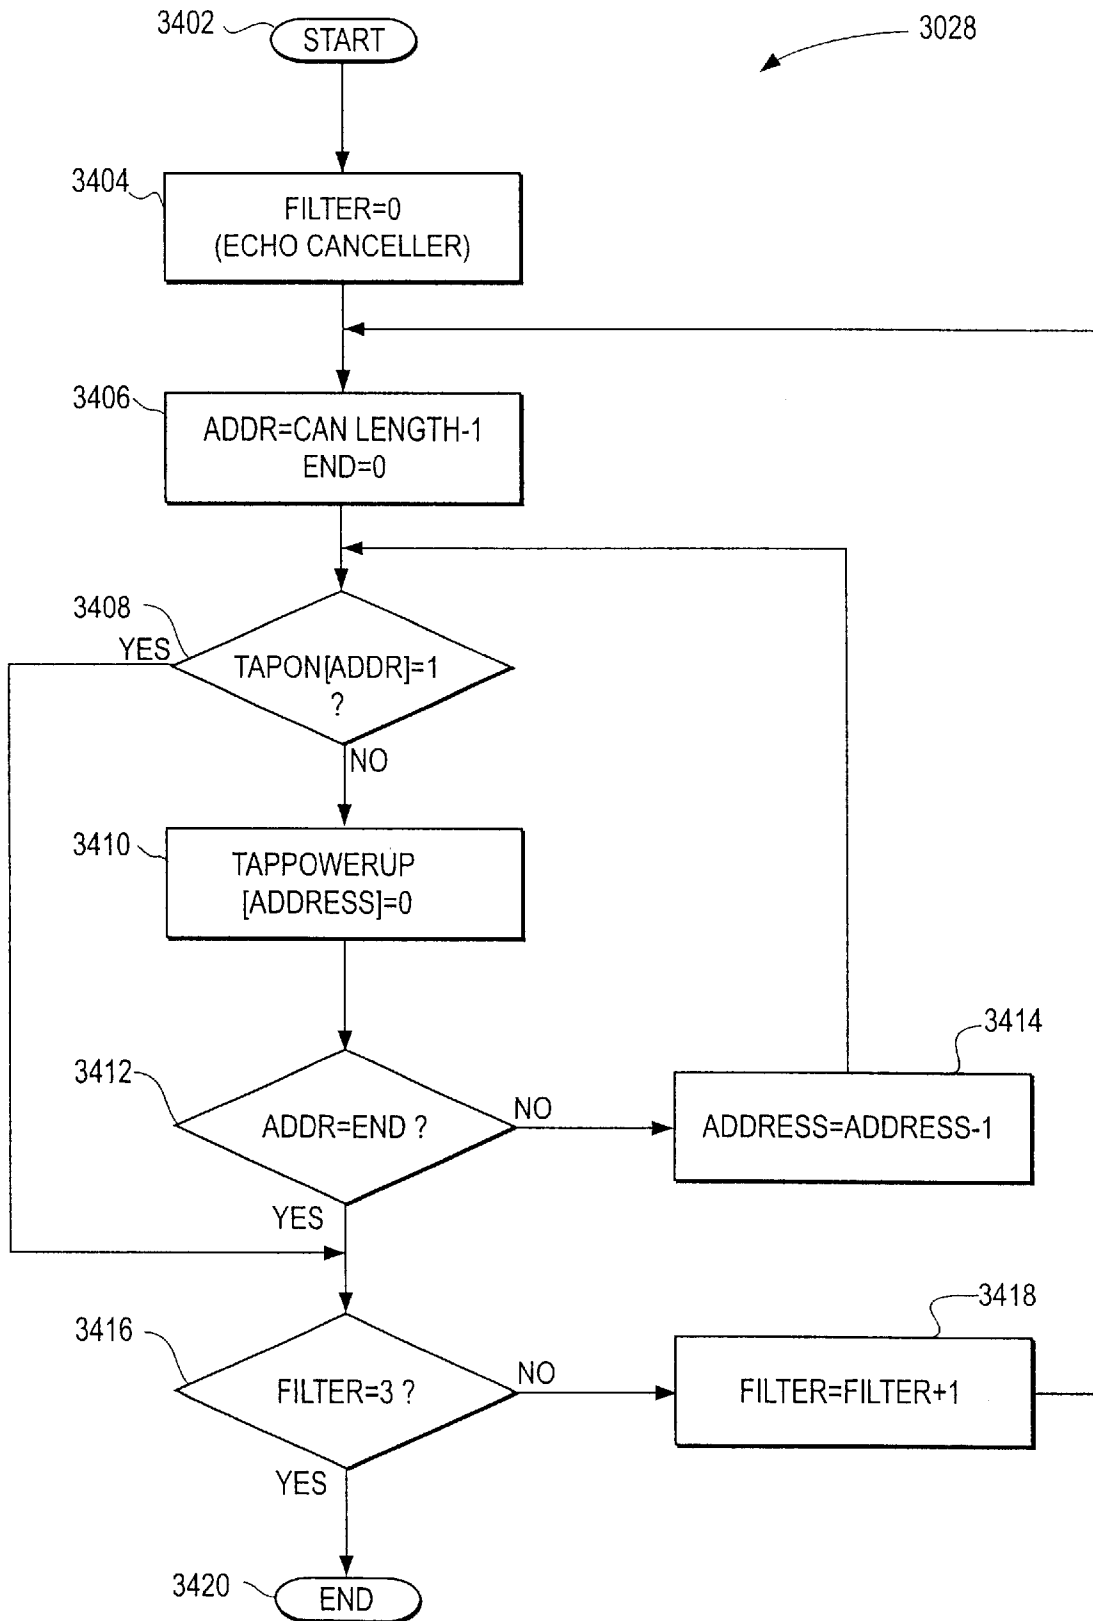 3402
START
3028
3404
FILTER=0
(ECHO CANCELLER)
3406
ADDR=CAN LENGTH-1
END=0
3408
YES
TAPON[ADDR]=1
?
NO
3410
TAPPOWERUP
[ADDRESS]=0
3414
3412
ADDR=END ?
NO
ADDRESS=ADDRESS-1
YES
3418
3416
FILTER=3 ?
NO
FILTER=FILTER+1
YES
3420
END